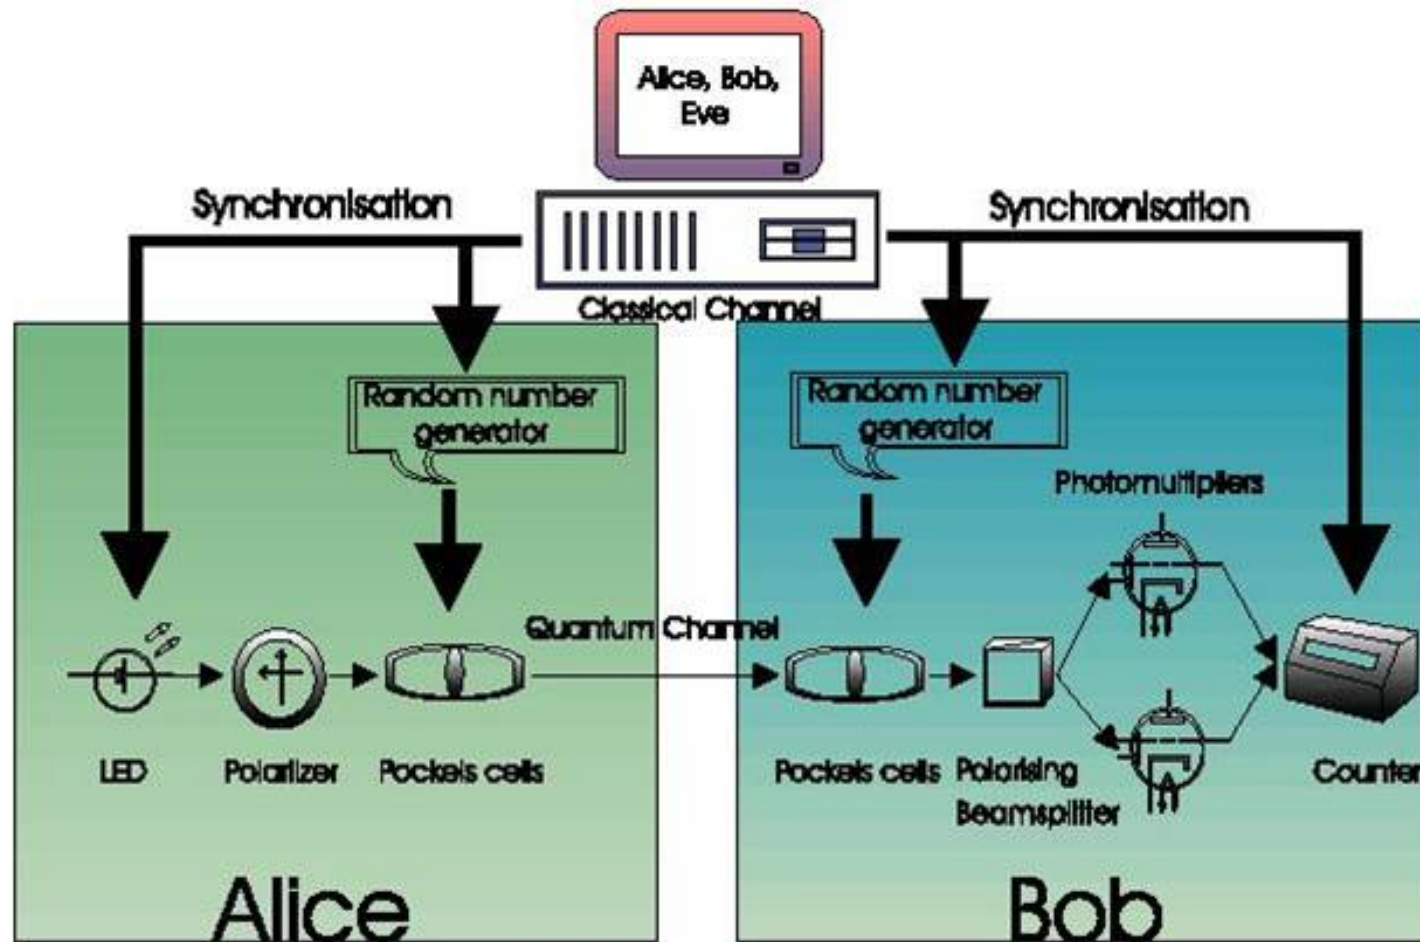 Alice, Bob,
Eve
Synchronisation
Synchronisation
Classical Channel
Random number
generator
Random number
generator
Photomultipliers
Quantum Channel
LED
Polarizer
Pockels cells
Pockels cells
Polarising
Beamsplitter
Counter
Alice
Bob